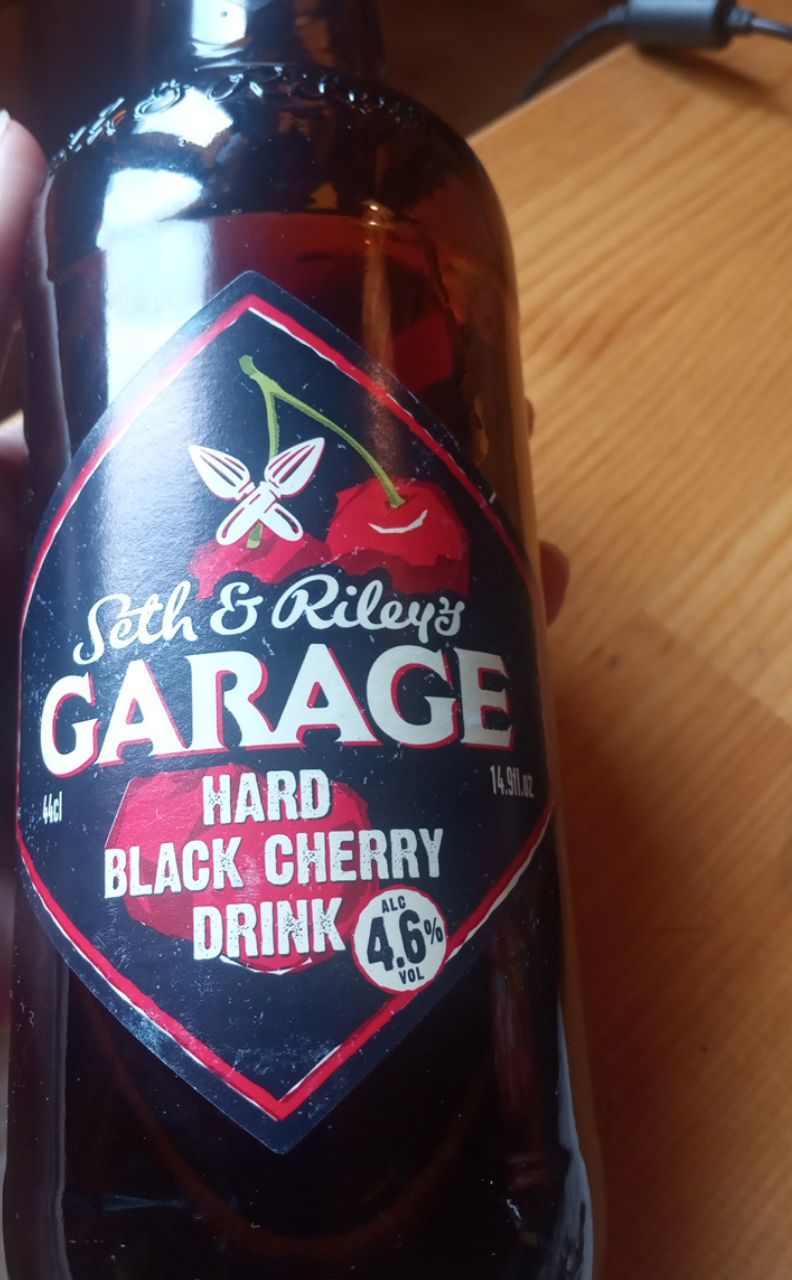 Seth & Riley's
GARAGE
HARD
BLACK CHERRY
DRINK
44cl
14.9fl.oz
ALC
4.6%
VOL